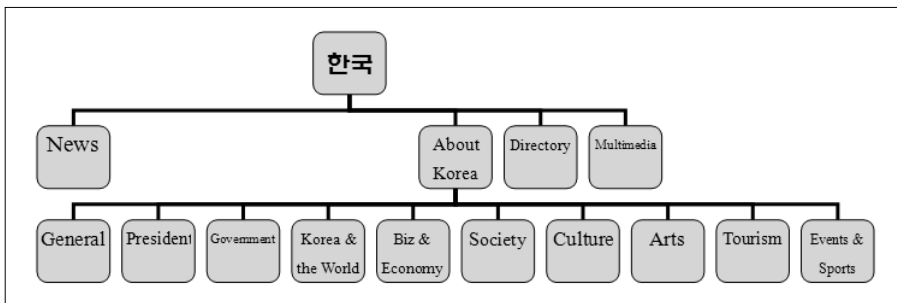 한국
News
About
Korea
Directory
Multimedia
General
President
Government
Korea &
the World
Biz &
Economy
Society
Culture
Arts
Tourism
Events &
Sports